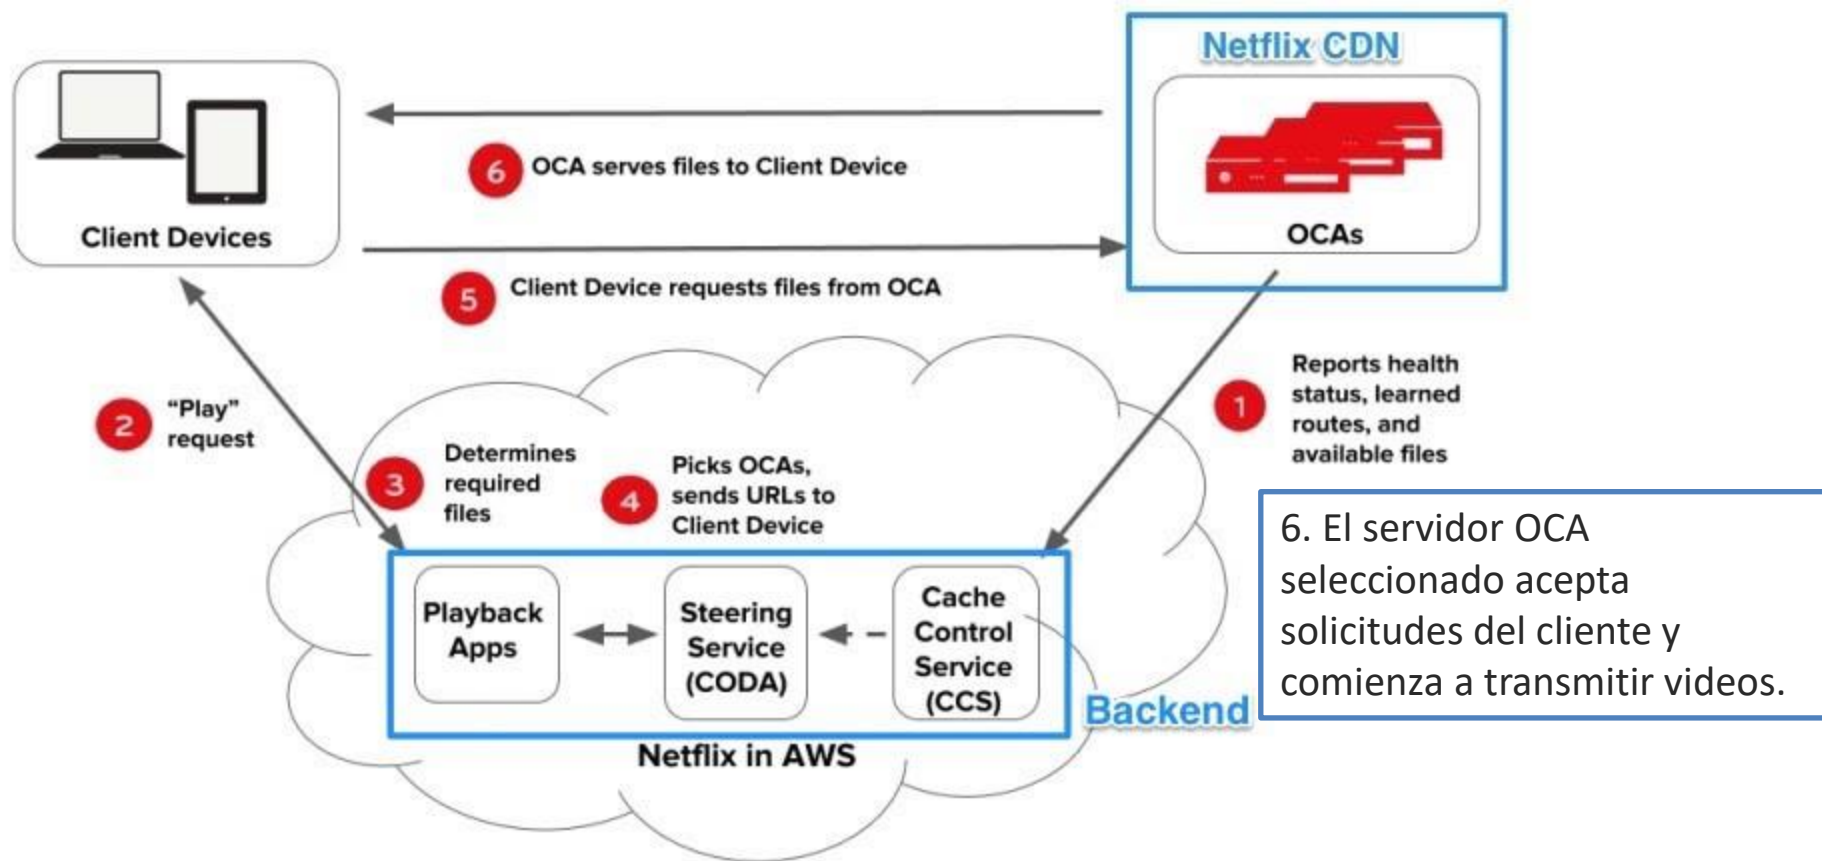 Netflix CDN
OCAs
Client Devices
6
OCA serves files to Client Device
5
Client Device requests files from OCA
1
Reports health
status, learned
routes, and
available files
2
“Play”
request
3
Determines
required
files
4
Picks OCAs,
sends URLs to
Client Device
Playback
Apps
Steering
Service
(CODA)
Cache
Control
Service
(CCS)
Backend
Netflix in AWS
6. El servidor OCA
seleccionado acepta
solicitudes del cliente y
comienza a transmitir videos.